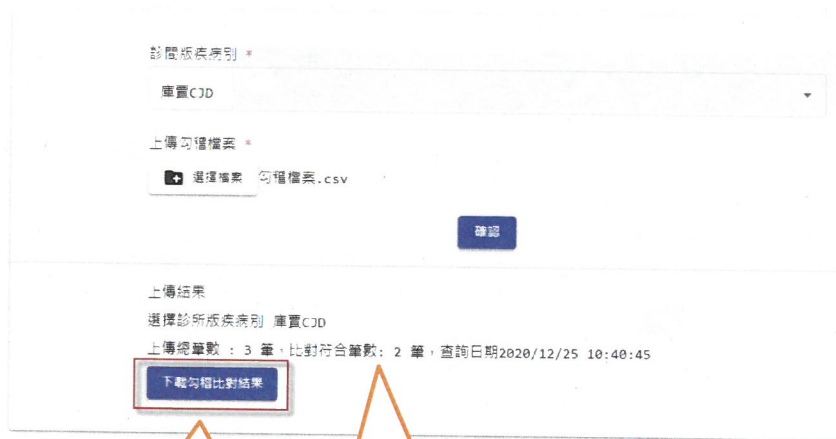 診間版疾病別 *
庫賈CJD
上傳勾稽檔案 *
選擇檔案 勾稽檔案.csv
確認
上傳結果
選擇診所版疾病別 庫賈CJD
上傳總筆數 : 3 筆，比對符合筆數: 2 筆，查詢日期2020/12/25 10:40:45
下載勾稽比對結果